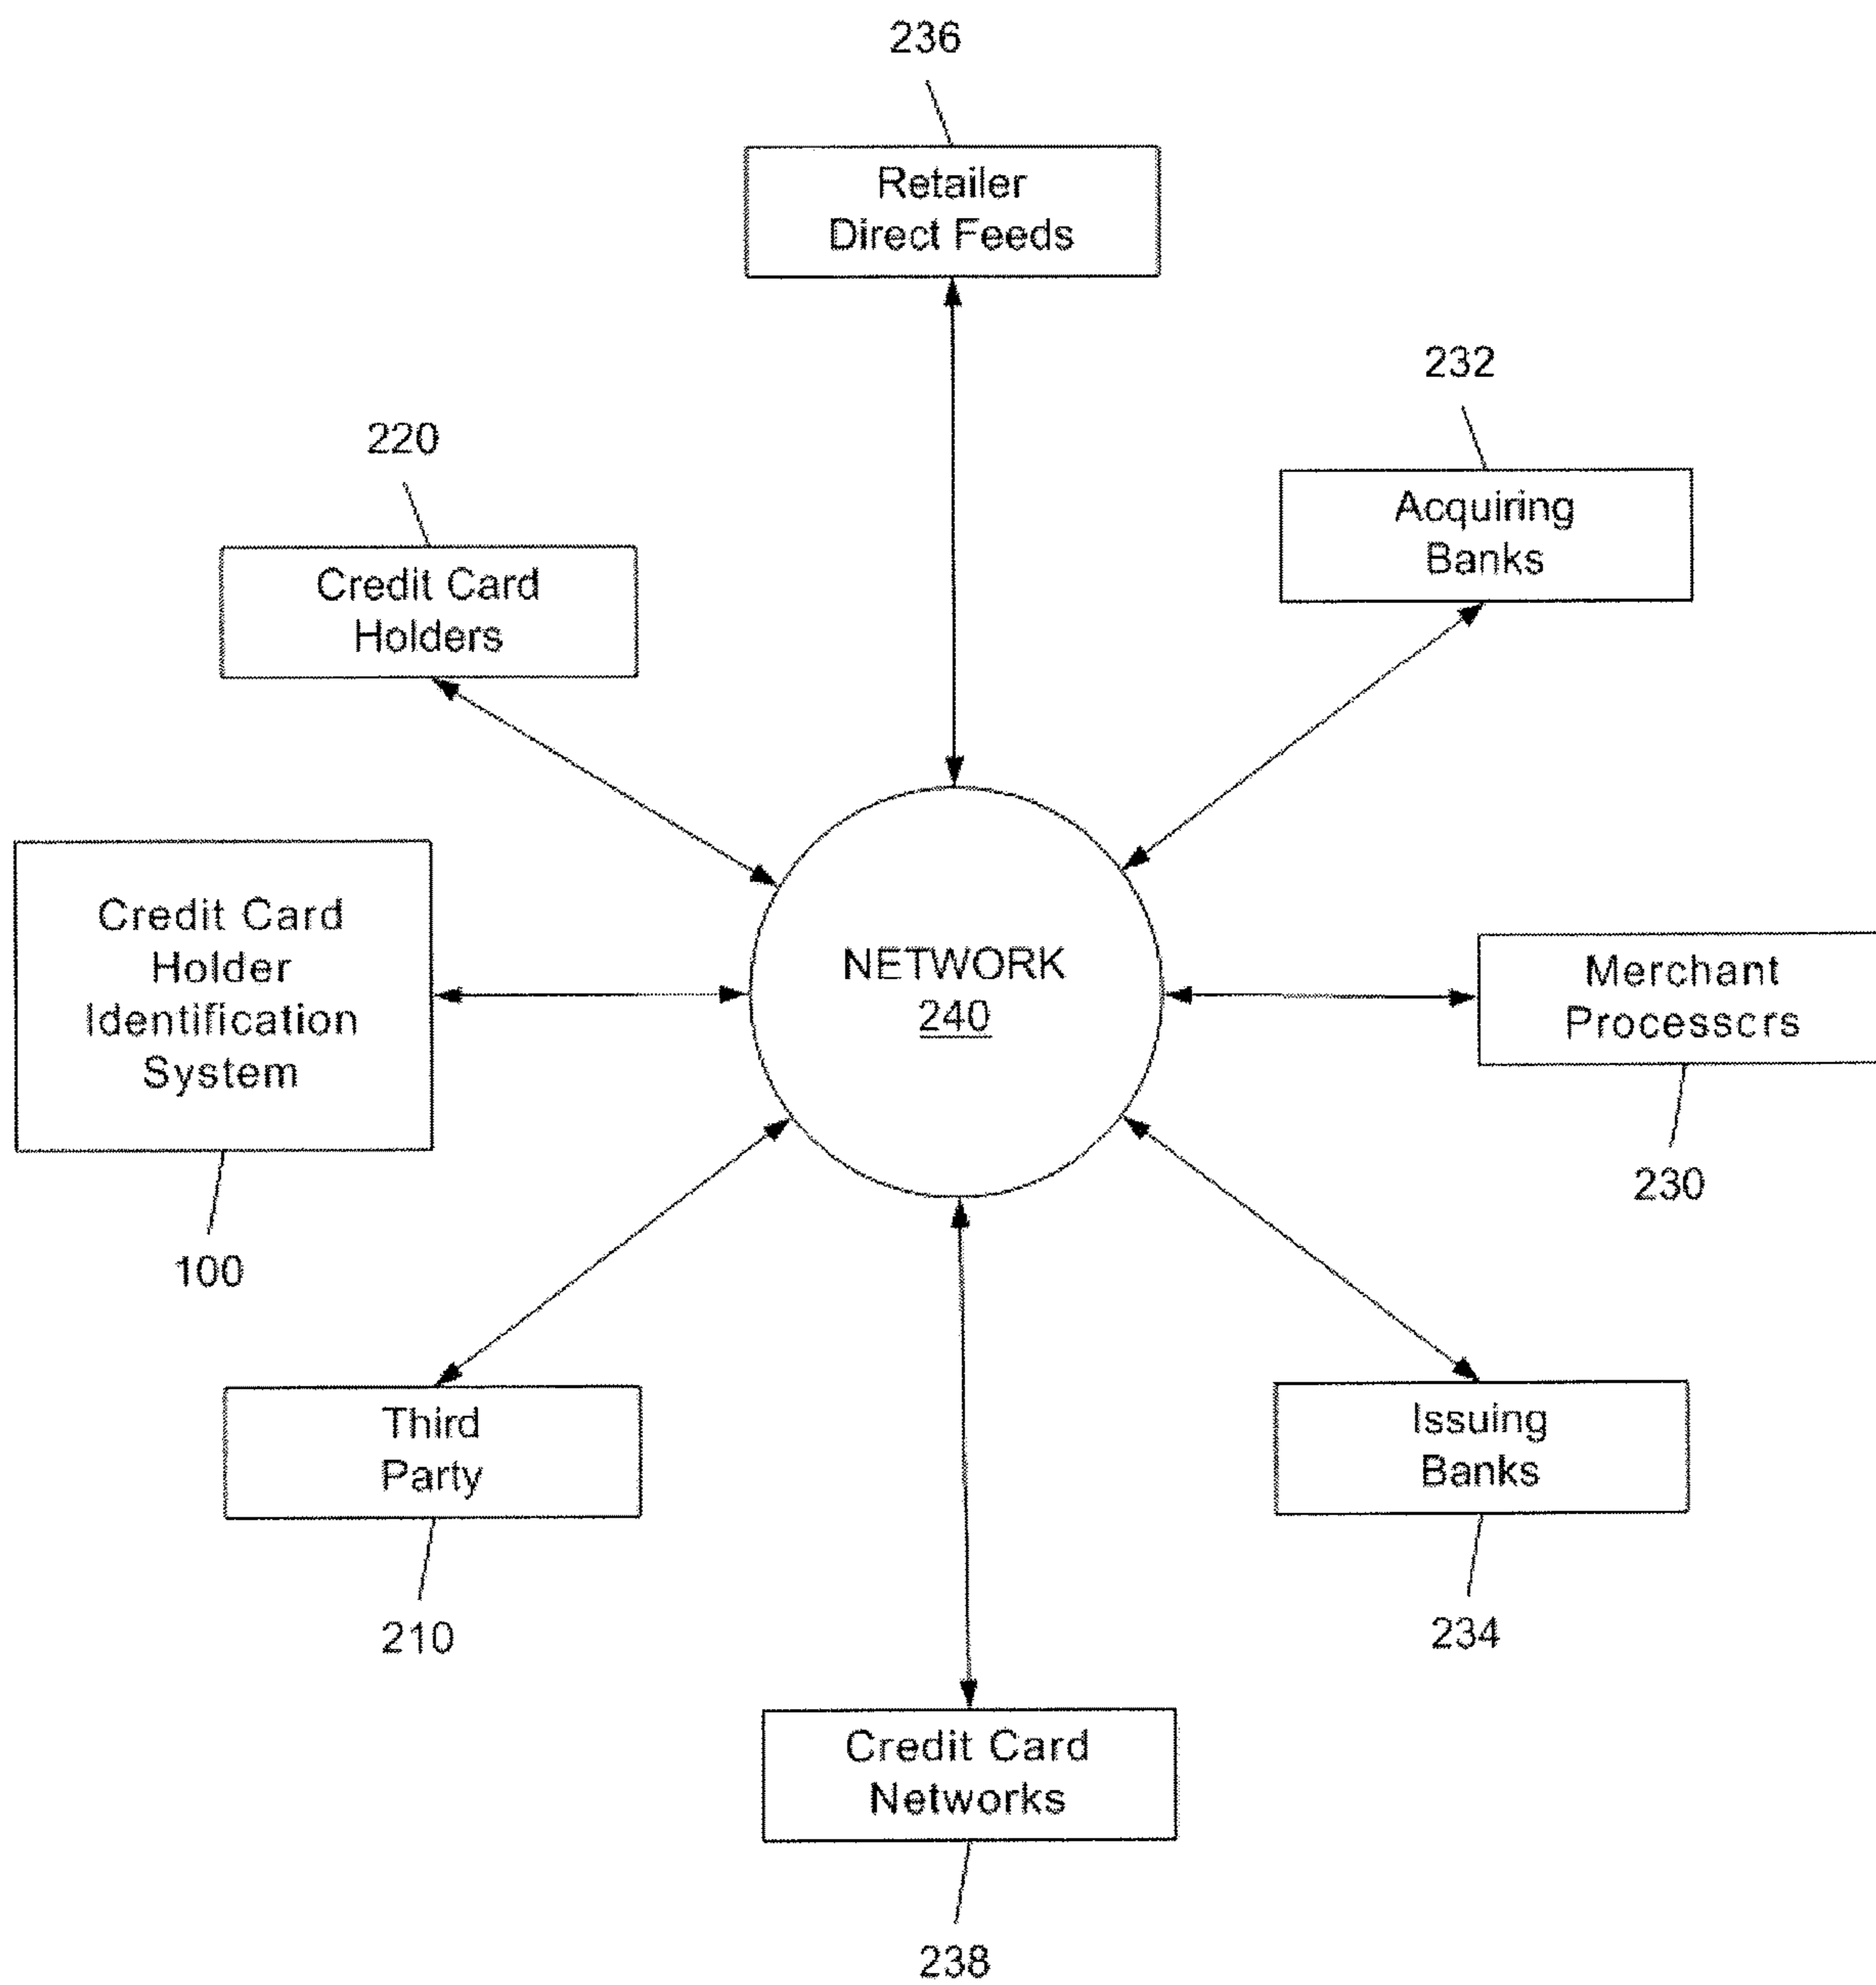 236
Retailer
Direct Feeds
232
Acquiring
Banks
220
Credit Card
Holders
Credit Card
Holder
Identification
System
100
NETWORK
240
Merchant
Processcrs
230
Third
Party
210
Issuing
Banks
234
Credit Card
Networks
238